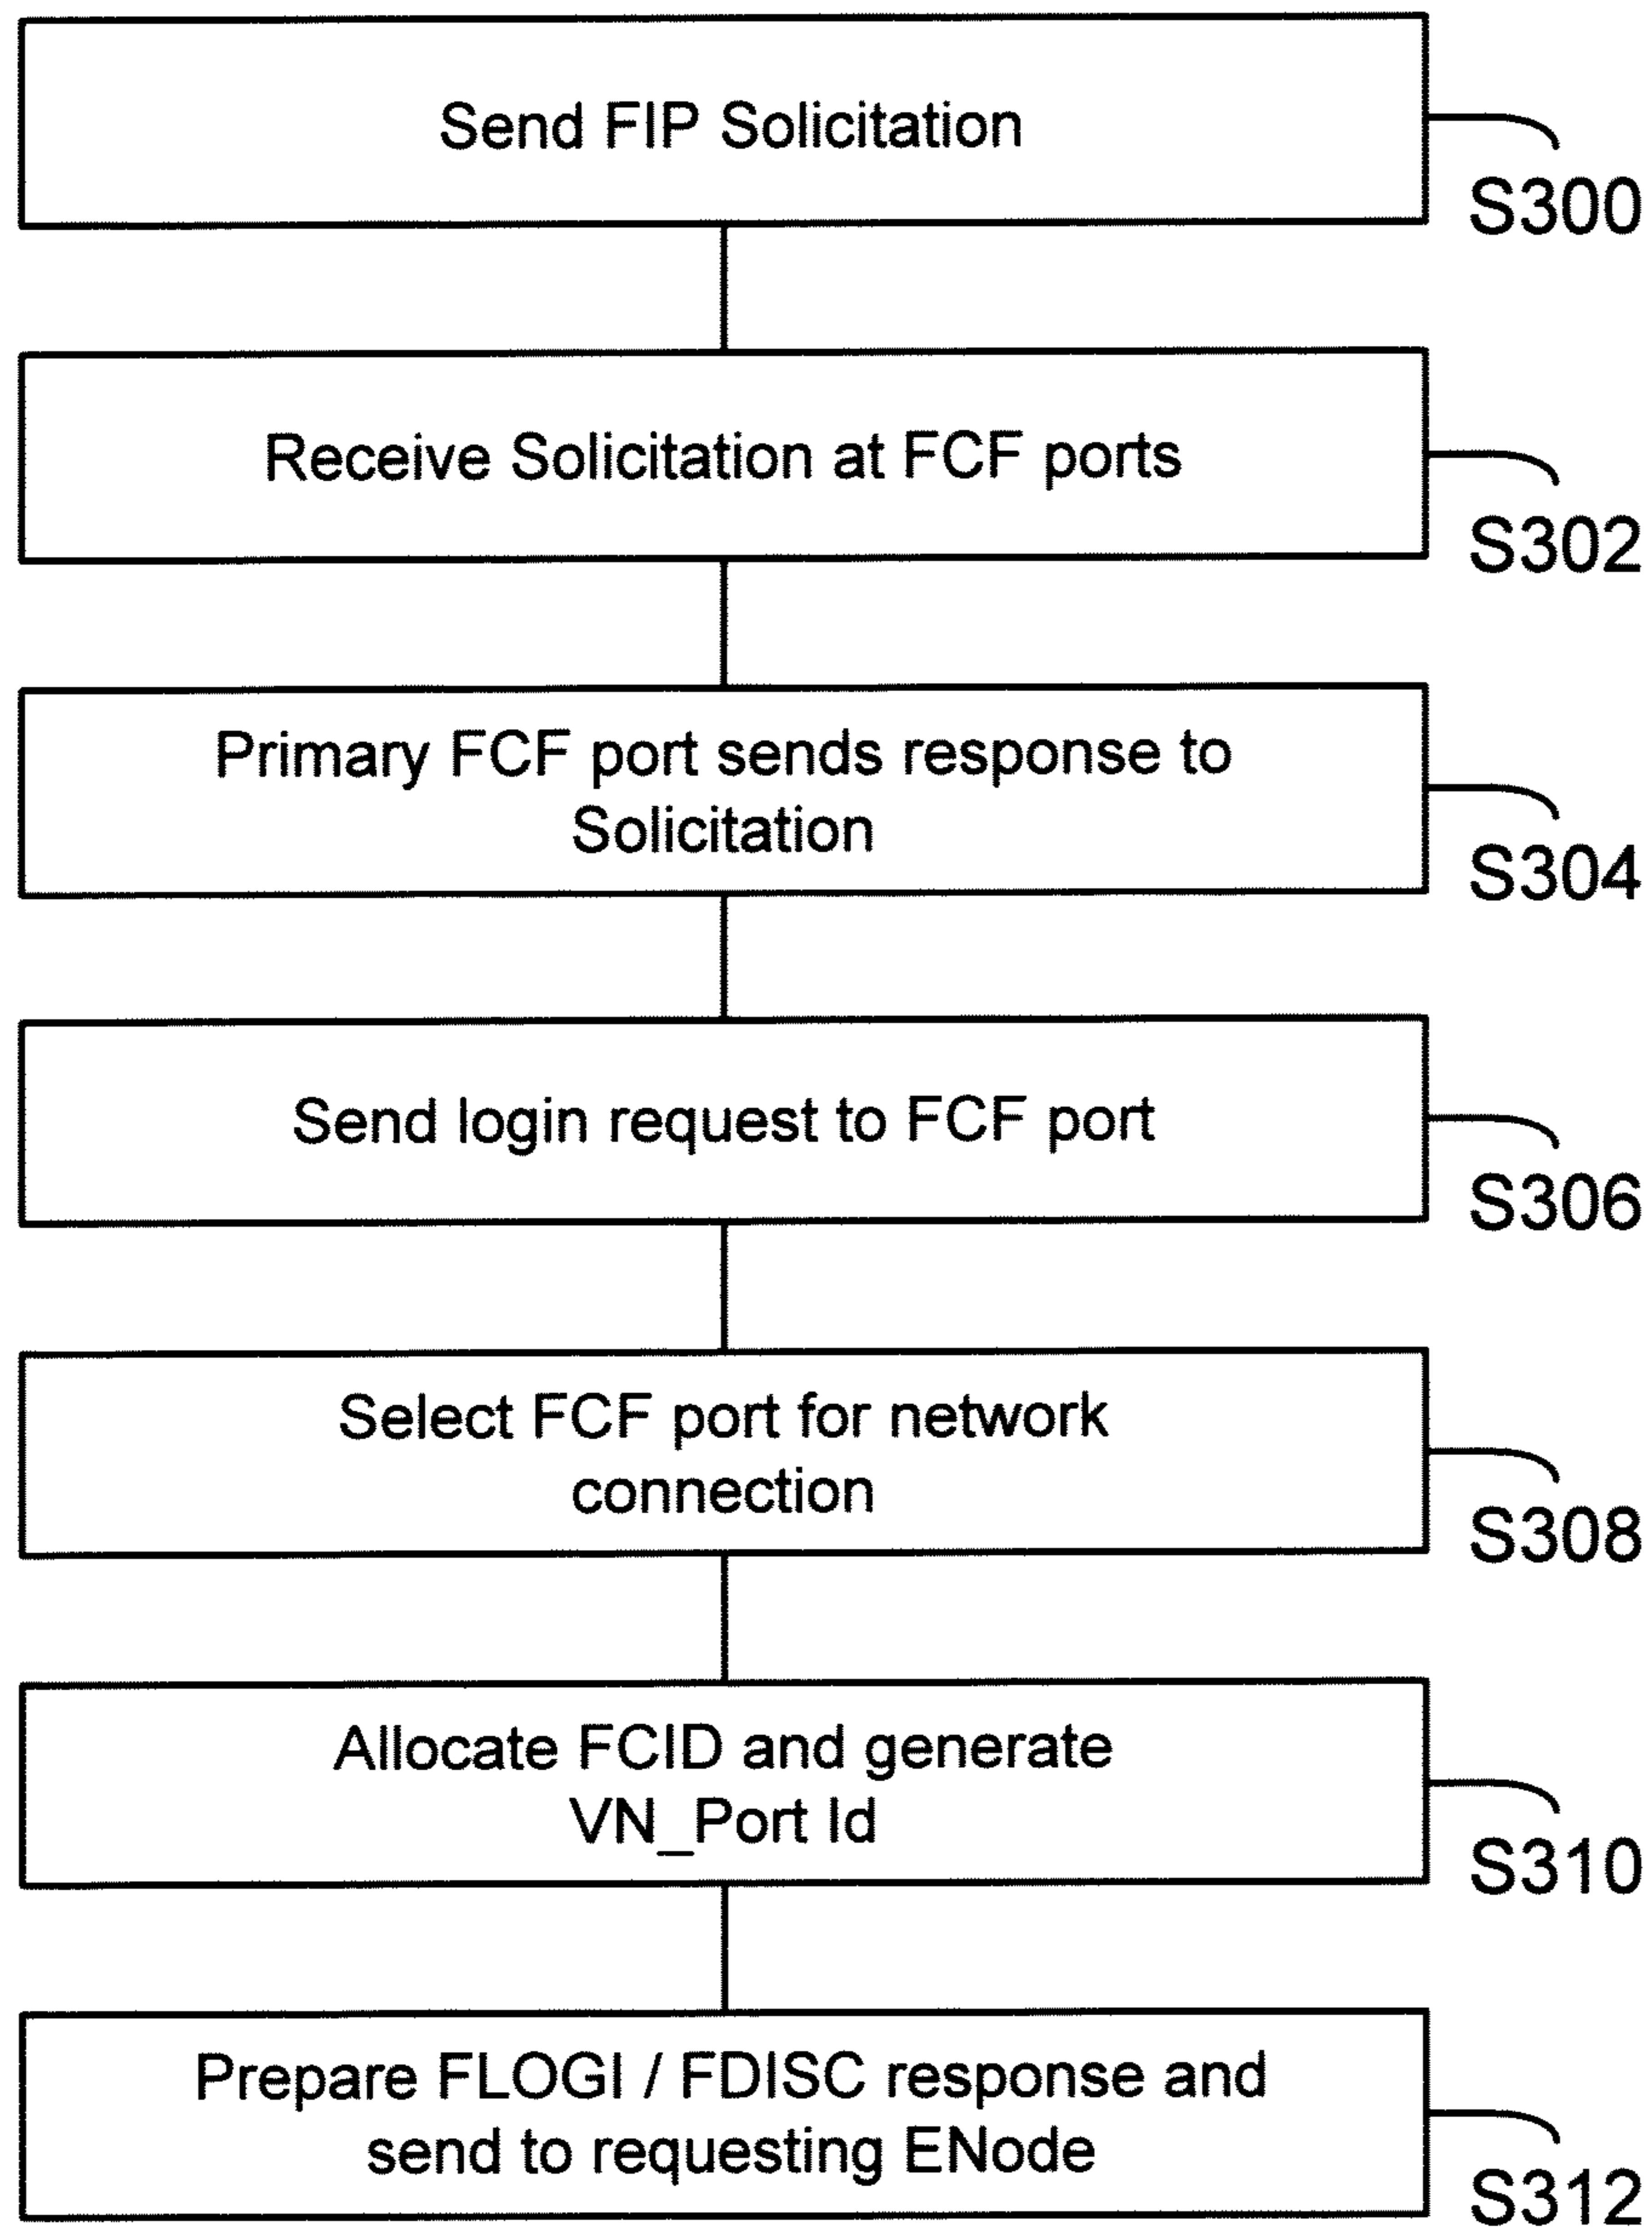 Send FIP Solicitation
S300
Receive Solicitation at FCF ports
S302
Primary FCF port sends response to
Solicitation
S304
Send login request to FCF port
S306
Select FCF port for network
connection
S308
Allocate FCID and generate
VN_Port Id
S310
Prepare FLOGI / FDISC response and
send to requesting ENode
S312